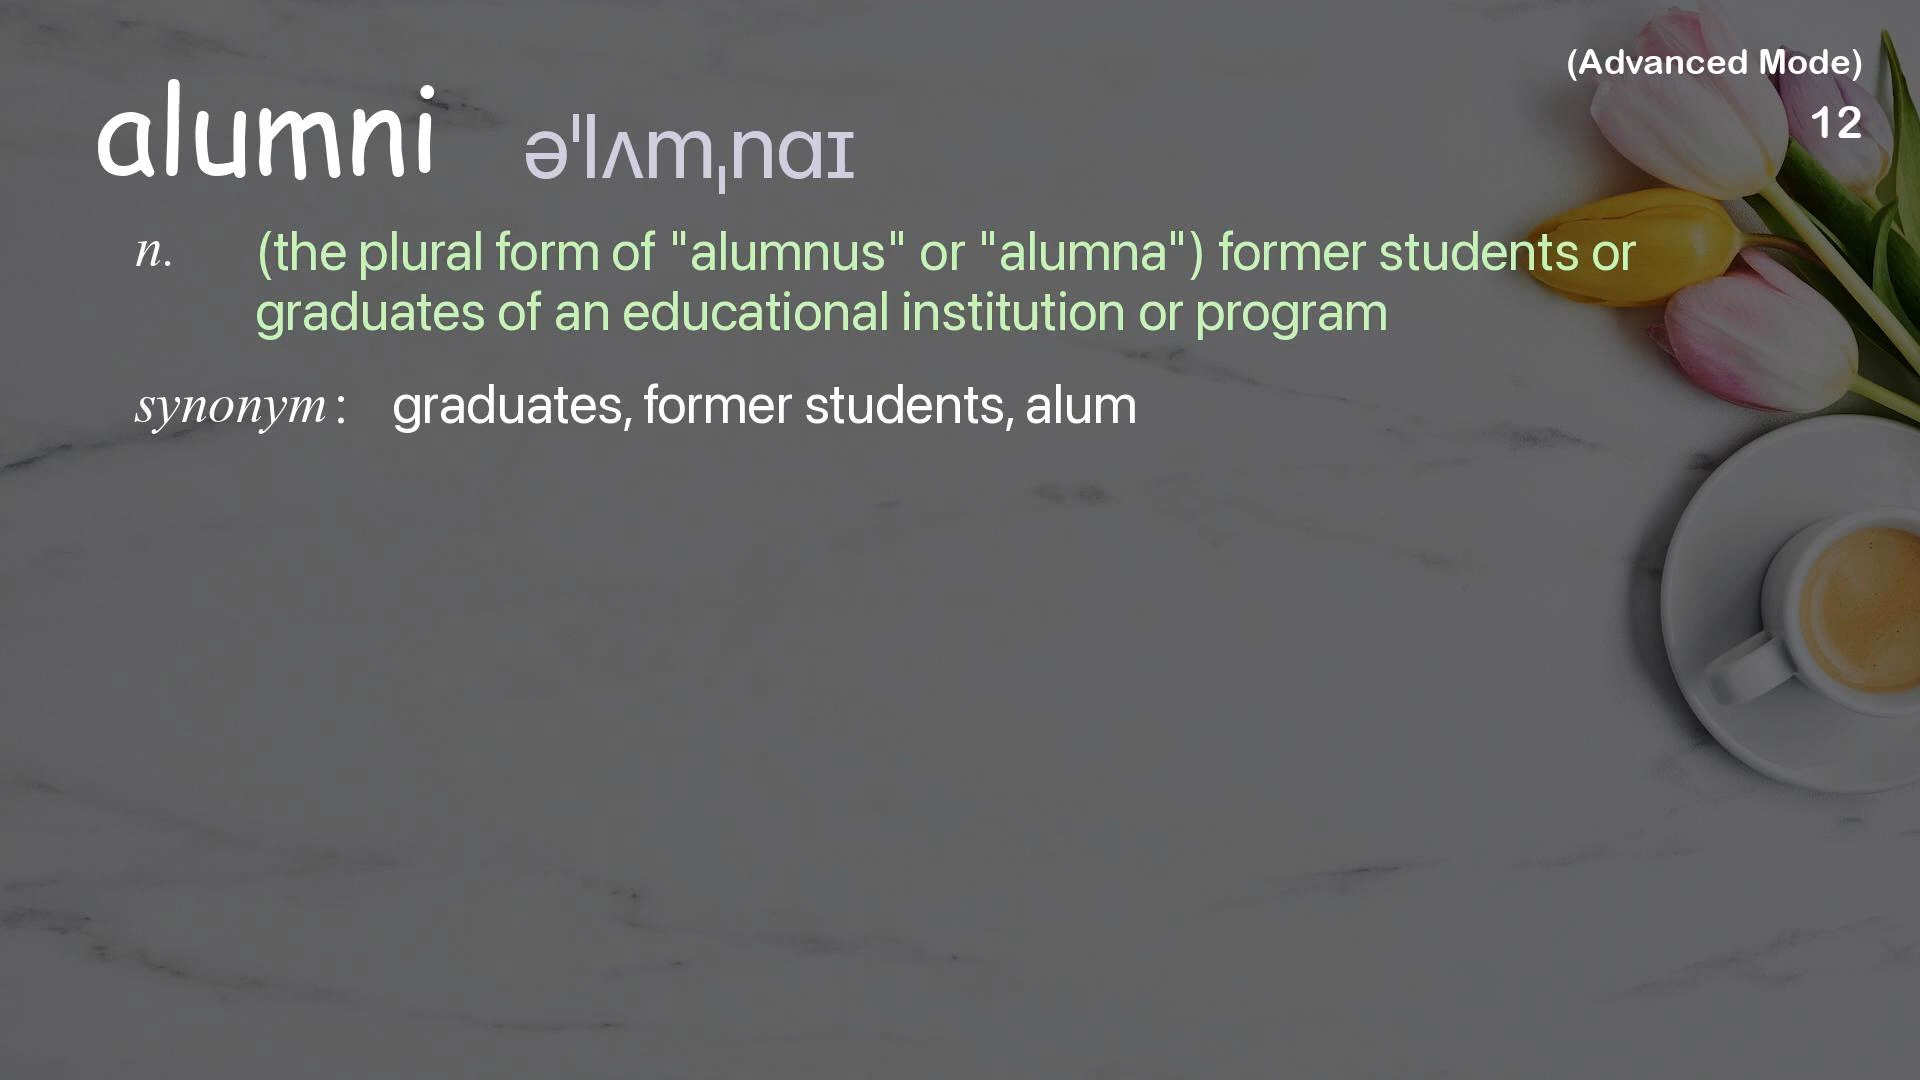 (Advanced Mode)
12
alumni əˈlʌmˌnɑɪ
n. (the plural form of "alumnus" or "alumna") former students or
graduates of an educational institution or program
synonym: graduates, former students, alum